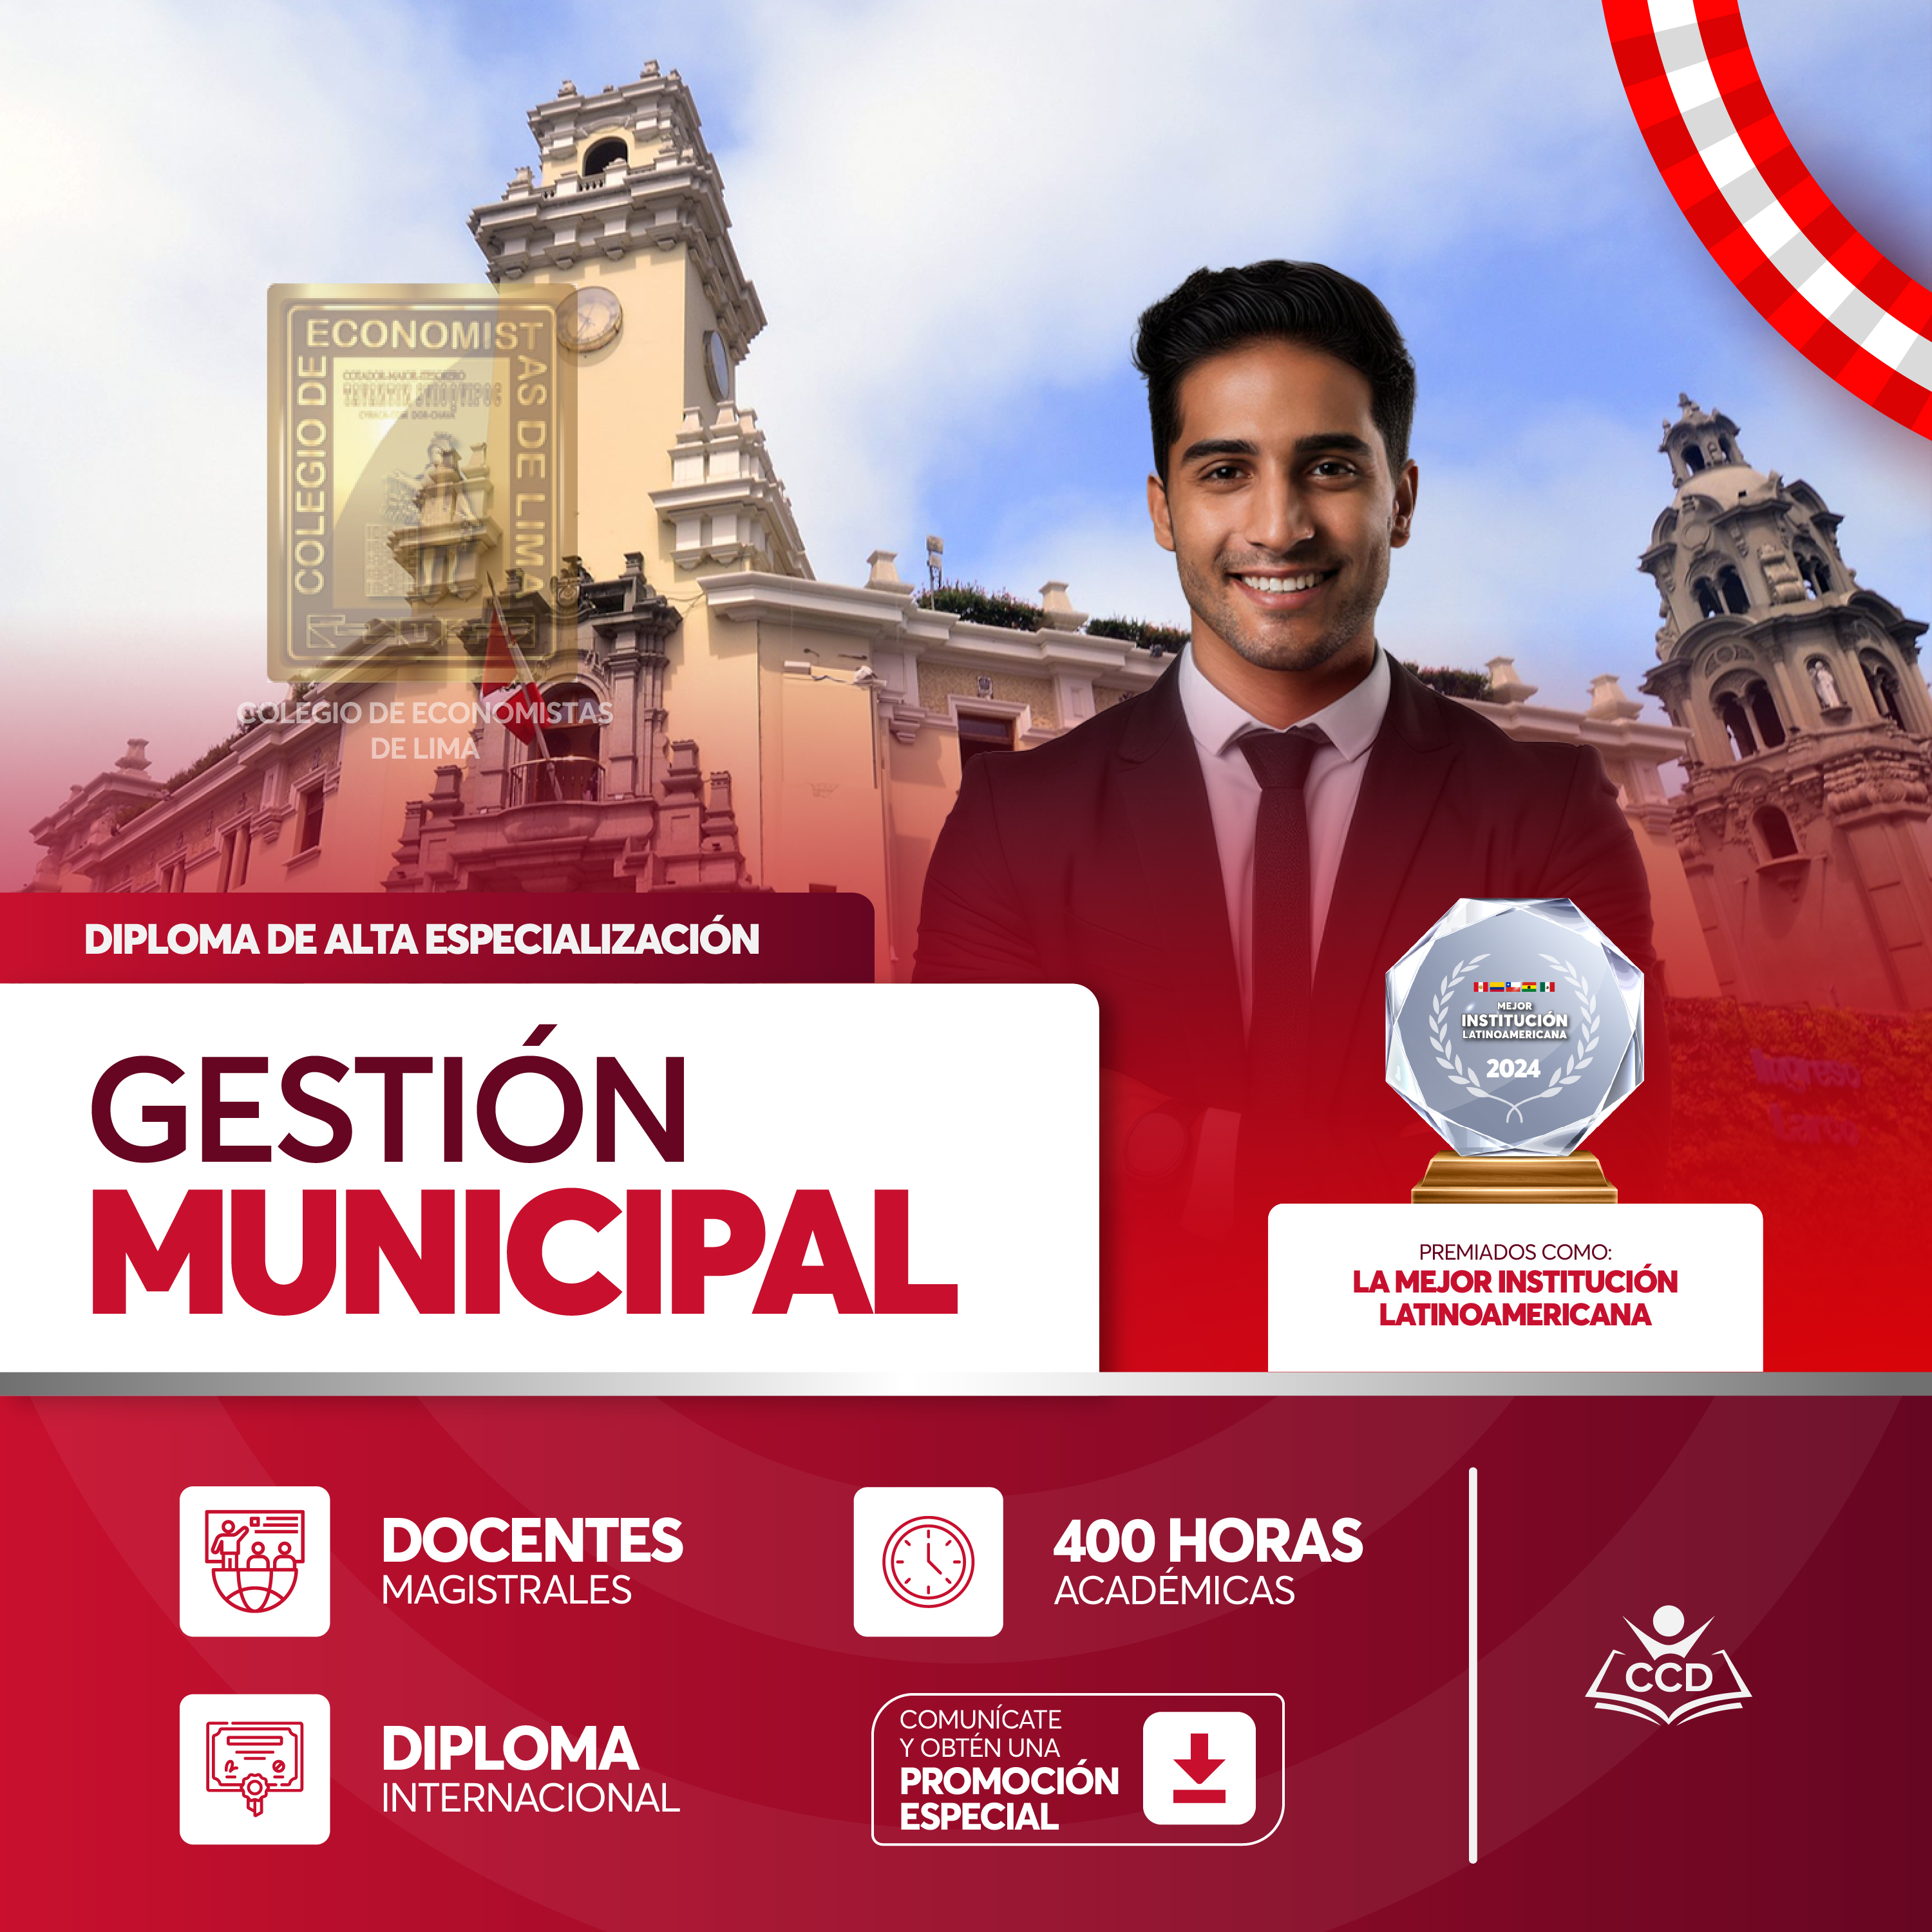 COLEGIO DE ECONOMISTAS DE LIMA
COLEGIO DE ECONOMISTAS
DE LIMA
DIPLOMA DE ALTA ESPECIALIZACIÓN
GESTIÓN
MUNICIPAL
MEJOR
INSTITUCIÓN
LATINOAMERICANA
2024
PREMIADOS COMO:
LA MEJOR INSTITUCIÓN
LATINOAMERICANA
DOCENTES
MAGISTRALES
400 HORAS
ACADÉMICAS
DIPLOMA
INTERNACIONAL
COMUNÍCATE
Y OBTÉN UNA
PROMOCIÓN
ESPECIAL
CCD